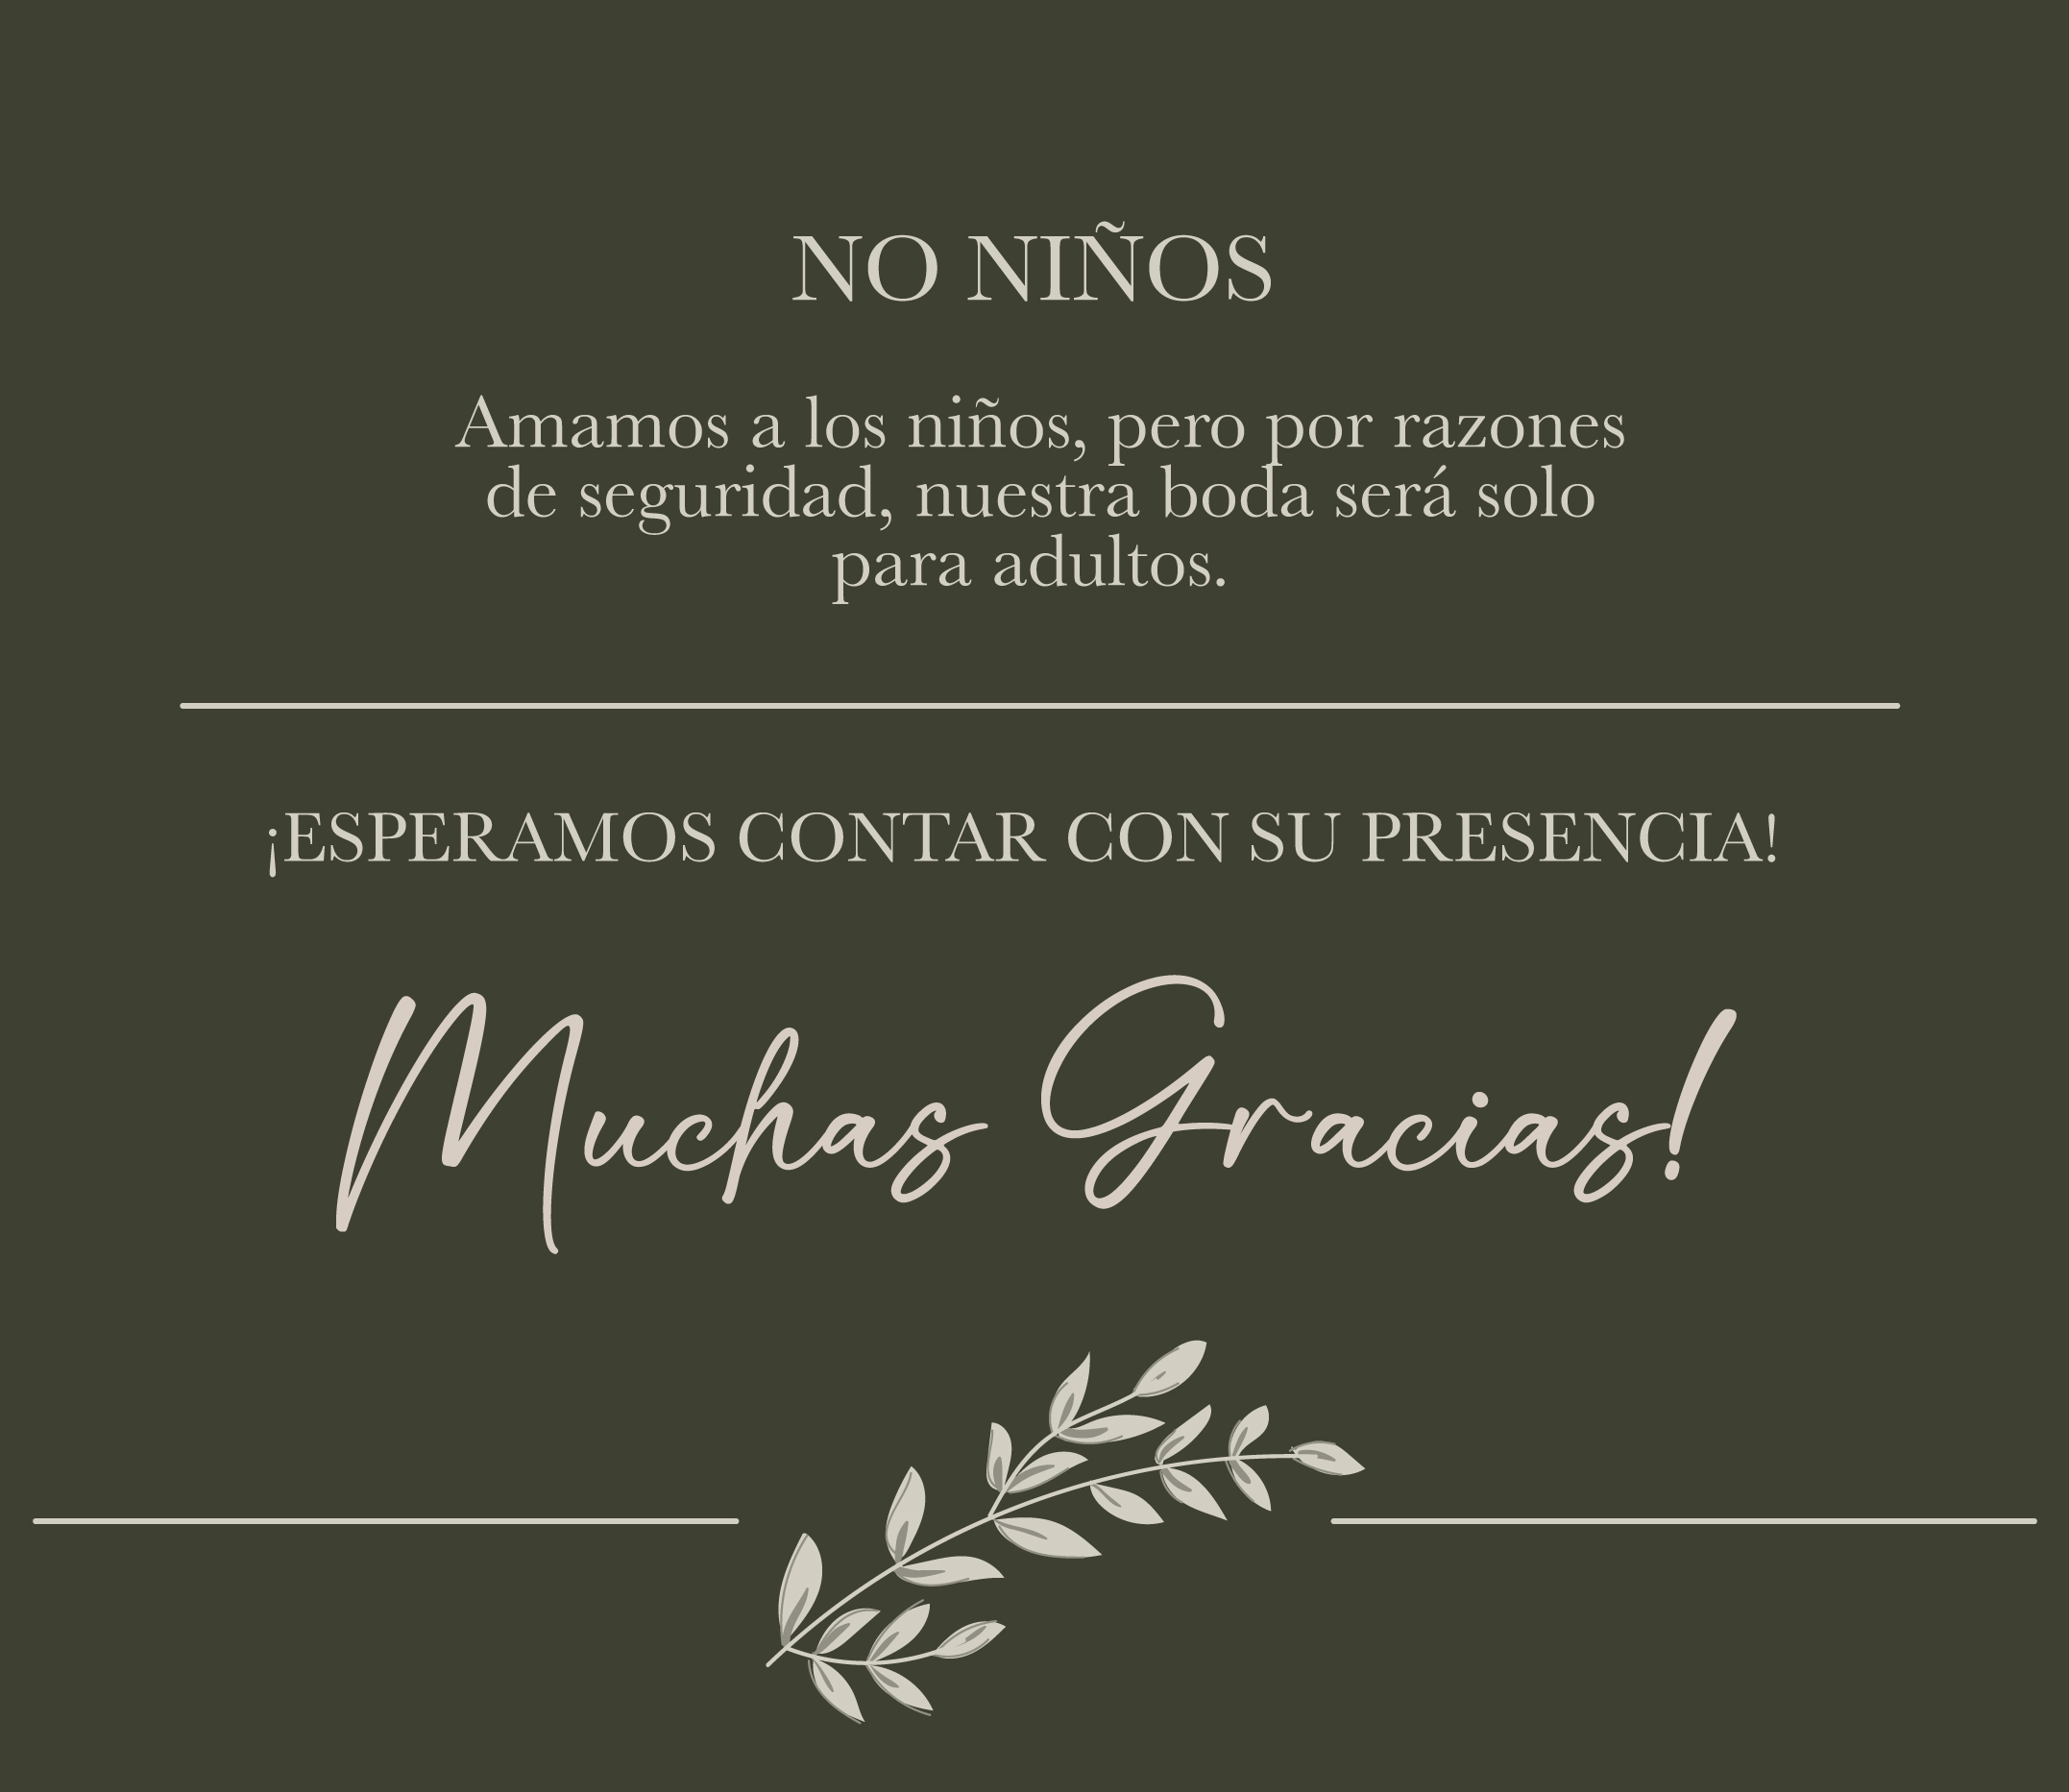 NO NIÑOS
Amamos a los niños, pero por razones
de seguridad, nuestra boda será solo
para adultos.
¡ESPERAMOS CONTAR CON SU PRESENCIA!
Muchas Gracias!